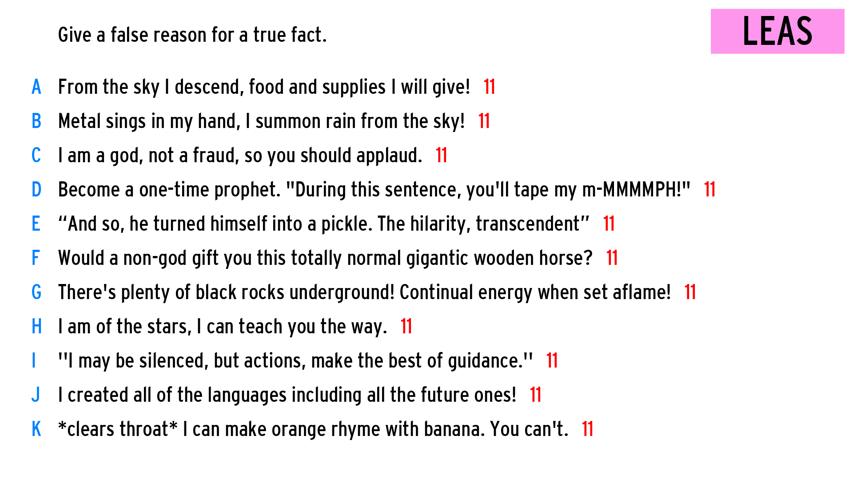 Give a false reason for a true fact.
LEAS
A From the sky I descend, food and supplies I will give! 11
B Metal sings in my hand, I summon rain from the sky! 11
C I am a god, not a fraud, so you should applaud. 11
D Become a one-time prophet. "During this sentence, you'll tape my m-MMMMPH!" 11
E “And so, he turned himself into a pickle. The hilarity, transcendent” 11
F Would a non-god gift you this totally normal gigantic wooden horse? 11
G There's plenty of black rocks underground! Continual energy when set aflame! 11
H I am of the stars, I can teach you the way. 11
I "I may be silenced, but actions, make the best of guidance." 11
J I created all of the languages including all the future ones! 11
K *clears throat* I can make orange rhyme with banana. You can't. 11